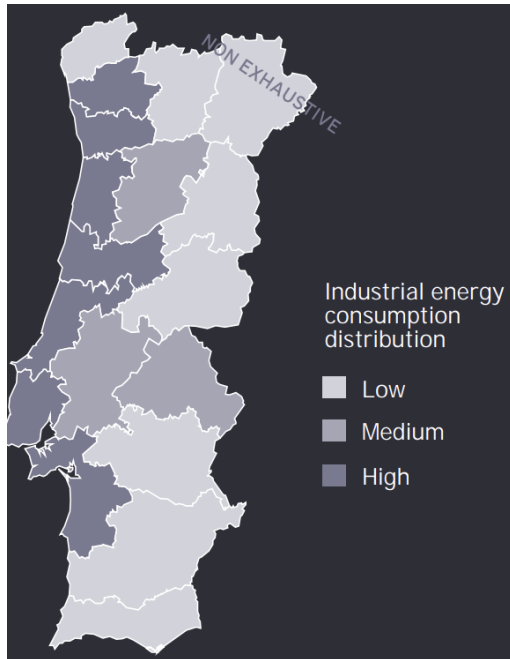 NON EXHAUSTIVE
Industrial energy
consumption
distribution
Low
Medium
High